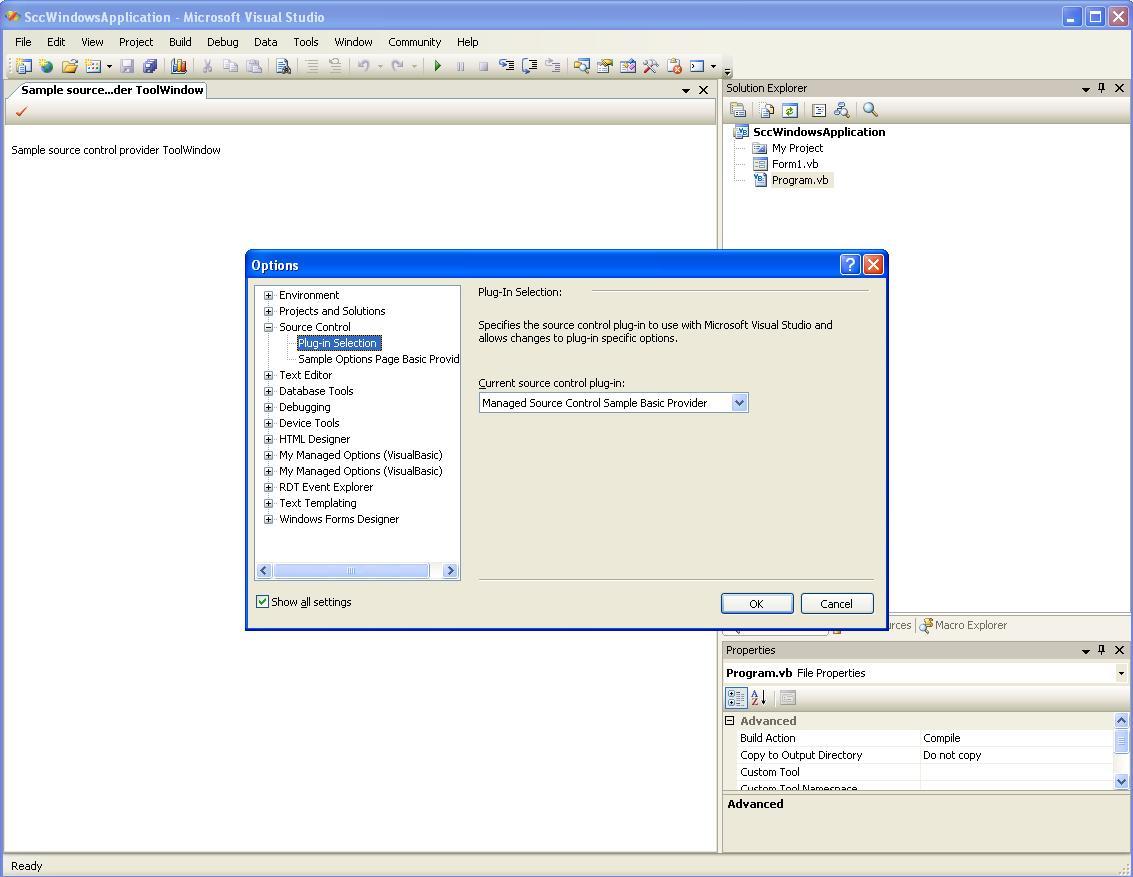 SccWindowsApplication - Microsoft Visual Studio
File Edit View Project Build Debug Data Tools Window Community Help
Sample source...der ToolWindow
Sample source control provider ToolWindow
Solution Explorer
SccWindowsApplication
My Project
Form1.vb
Program.vb
Options
Environment
Projects and Solutions
Source Control
Plug-in Selection
Sample Options Page Basic Provid
Text Editor
Database Tools
Debugging
Device Tools
HTML Designer
My Managed Options (VisualBasic)
My Managed Options (VisualBasic)
RDT Event Explorer
Text Templating
Windows Forms Designer
Show all settings
Plug-In Selection:
Specifies the source control plug-in to use with Microsoft Visual Studio and
allows changes to plug-in specific options.
Current source control plug-in:
Managed Source Control Sample Basic Provider
OK Cancel
urces Macro Explorer
Properties
Program.vb File Properties
Advanced
Build Action Compile
Copy to Output Directory Do not copy
Custom Tool
Custom Tool Namespace
Advanced
Ready